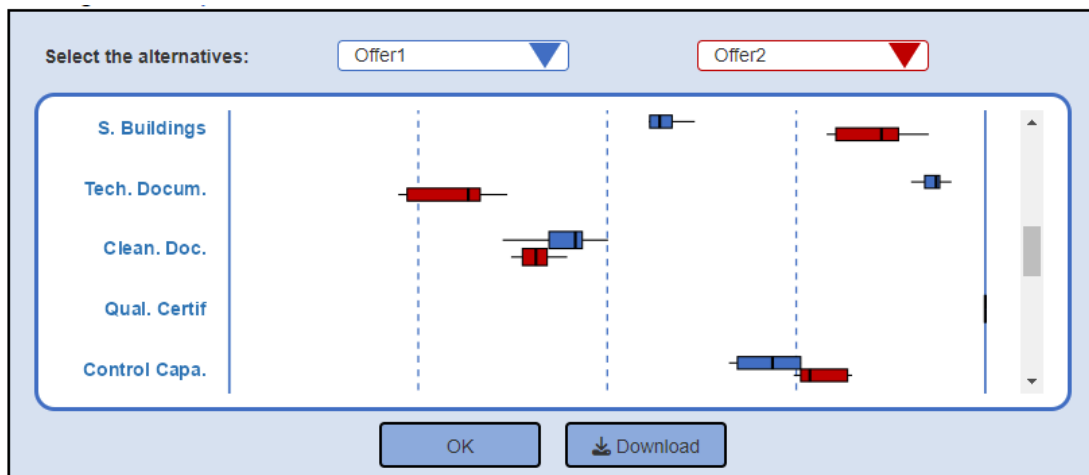 Select the alternatives:
Offer1
Offer2
S. Buildings
Tech. Docum.
Clean. Doc.
Qual. Certif
Control Capa.
OK
Download